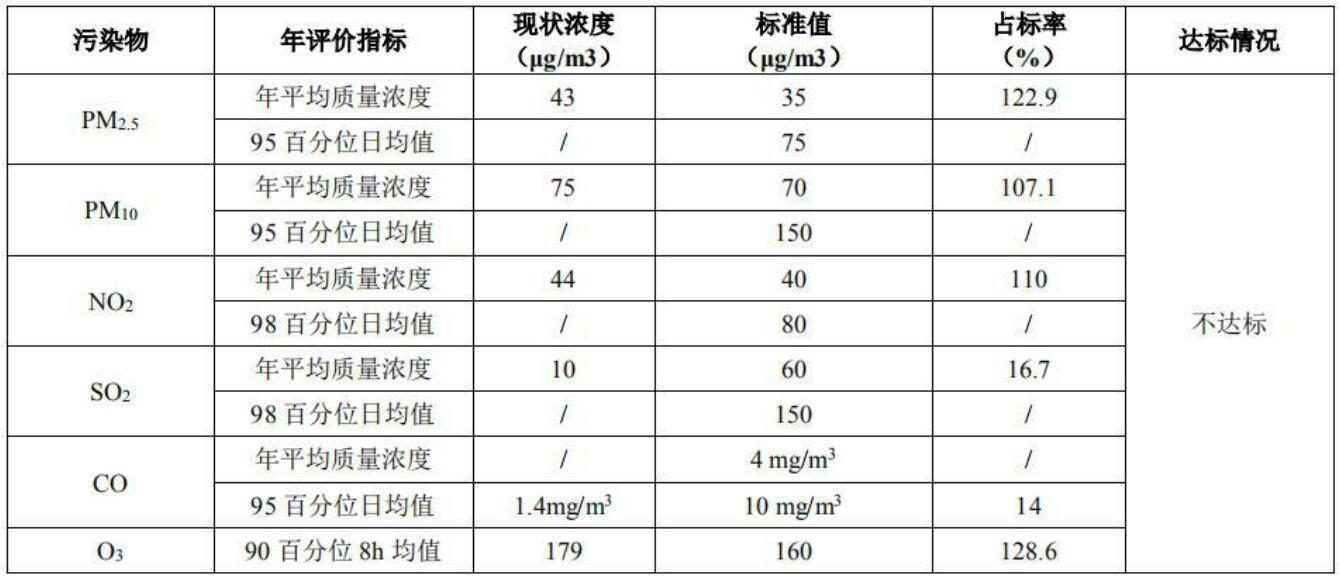 污染物 年评价指标 现状浓度（μg/m3） 标准值（μg/m3） 占标率（%） 达标情况
PM2.5 年平均质量浓度 43 35 122.9 不达标
95 百分位日均值 / 75 /
PM10 年平均质量浓度 75 70 107.1
95 百分位日均值 / 150 /
NO2 年平均质量浓度 44 40 110
98 百分位日均值 / 80 /
SO2 年平均质量浓度 10 60 16.7
98 百分位日均值 / 150 /
CO 年平均质量浓度 / 4 mg/m3 /
95 百分位日均值 1.4mg/m3 10 mg/m3 14
O3 90 百分位 8h 均值 179 160 128.6